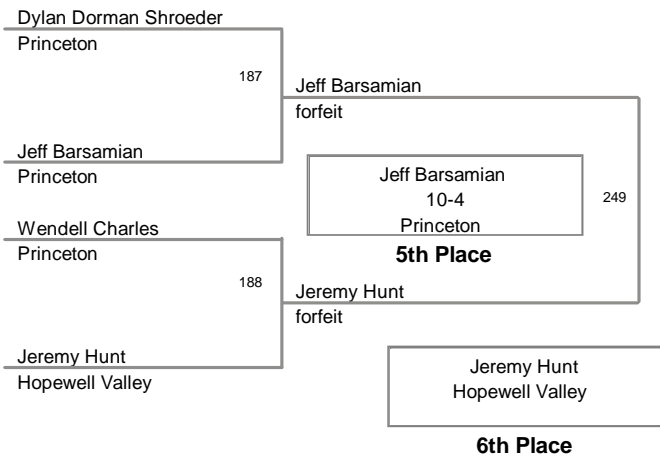 Dylan Dorman Shroeder
Princeton
187
Jeff Barsamian
forfeit
Jeff Barsamian
Princeton
Jeff Barsamian
10-4
Princeton
249
5th Place
Wendell Charles
Princeton
188
Jeremy Hunt
forfeit
Jeremy Hunt
Hopewell Valley
Jeremy Hunt
Hopewell Valley
6th Place